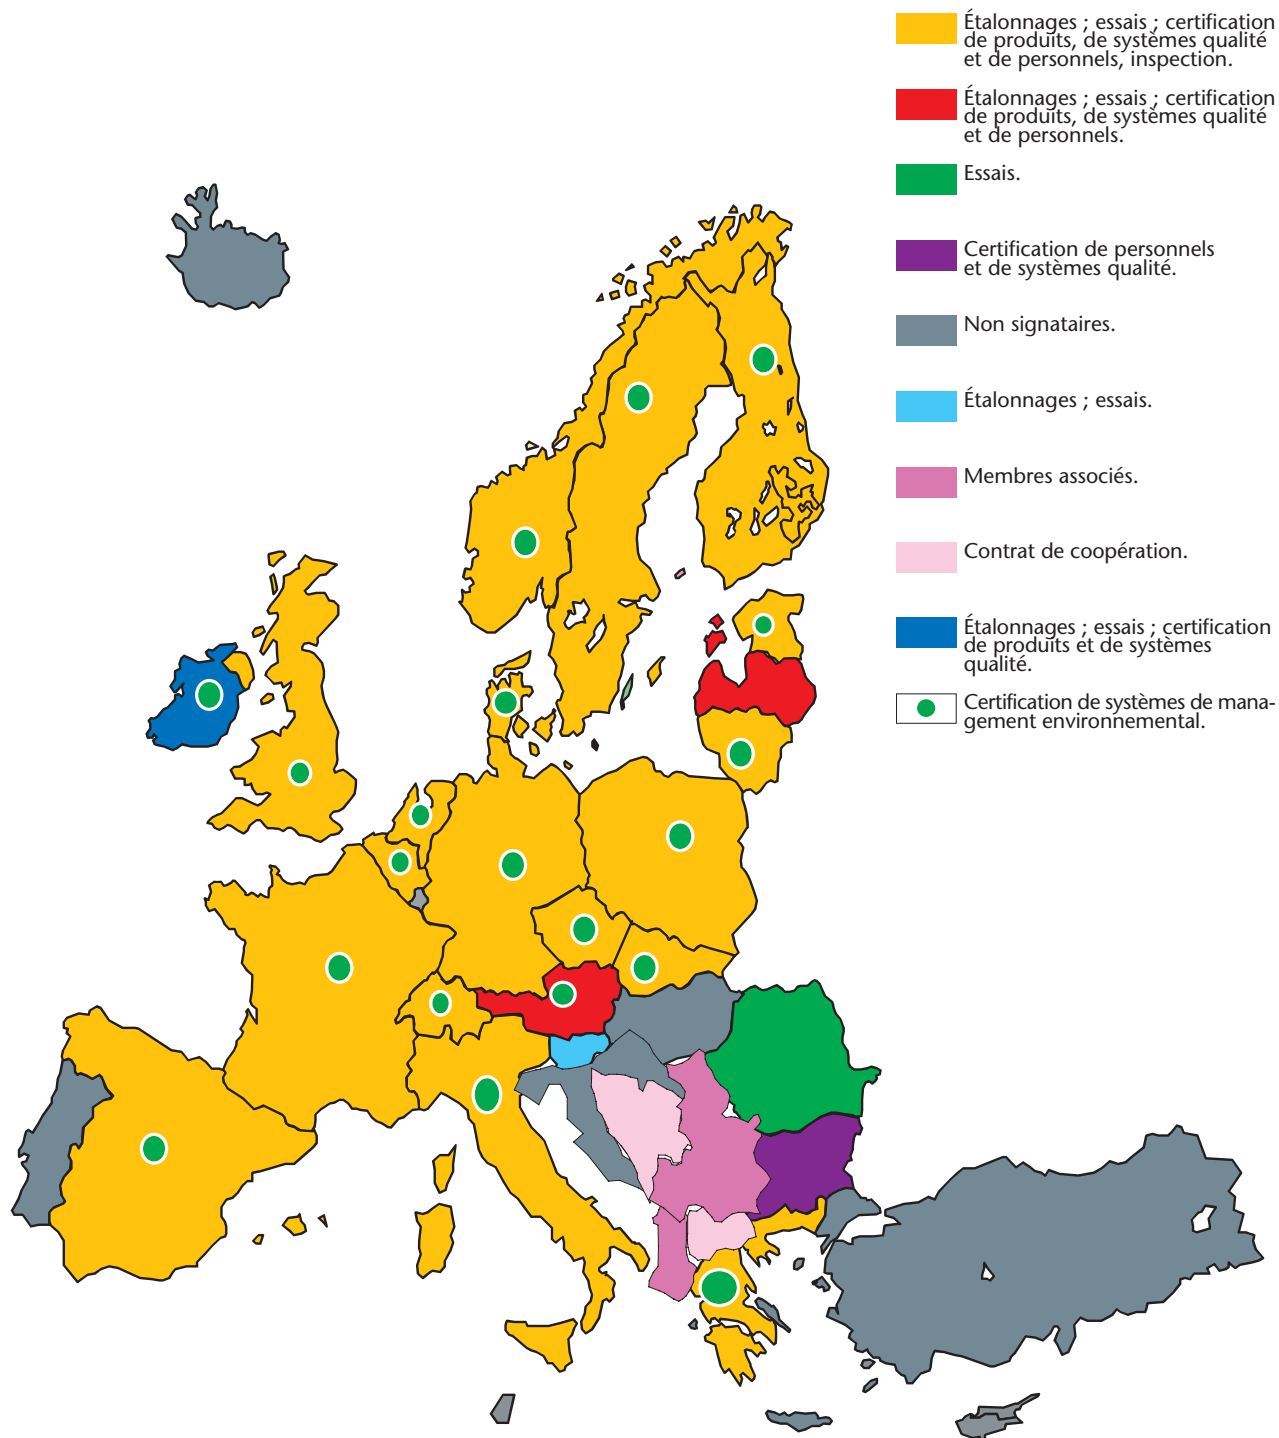 Étalonnages ; essais ; certification
de produits, de systèmes qualité
et de personnels, inspection.
Étalonnages ; essais ; certification
de produits, de systèmes qualité
et de personnels.
Essais.
Certification de personnels
et de systèmes qualité.
Non signataires.
Étalonnages ; essais.
Membres associés.
Contrat de coopération.
Étalonnages ; essais ; certification
de produits et de systèmes
qualité.
Certification de systèmes de mana-
gement environnemental.